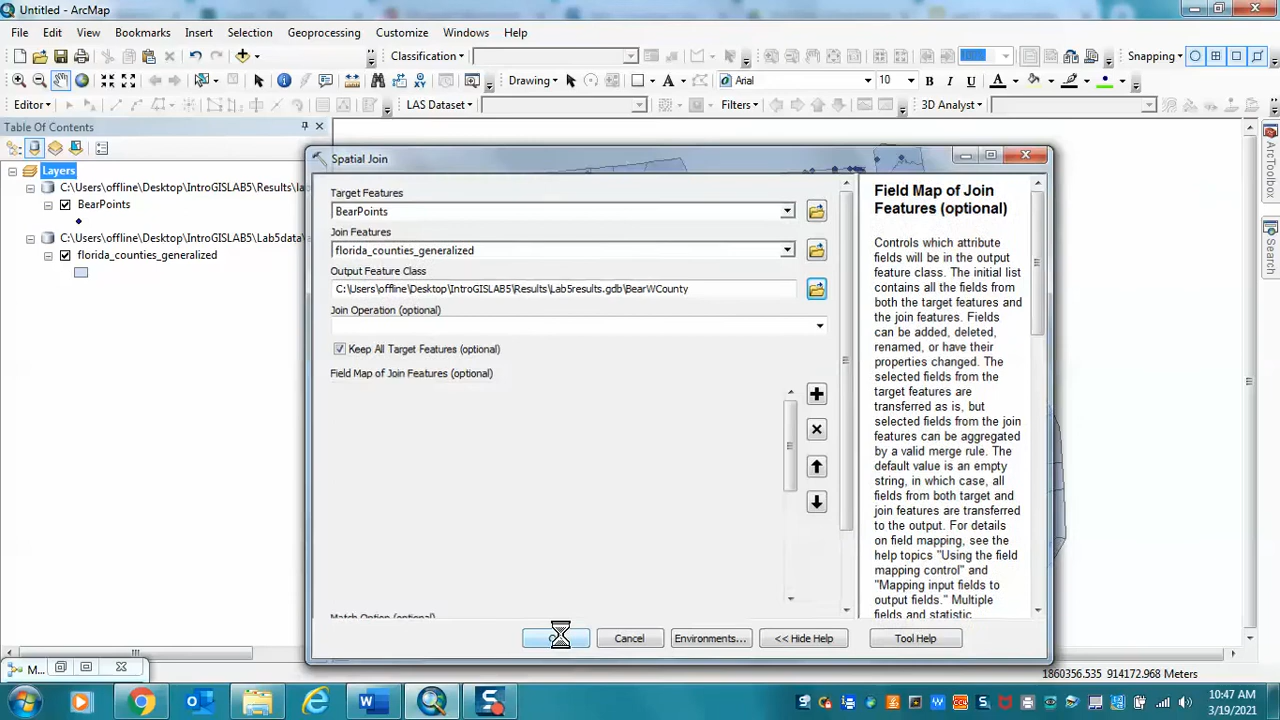 Untitled - ArcMap
File Edit View Bookmarks Insert Selection Geoprocessing Customize Windows Help
Classification
Snapping
Drawing
Arial
10
B I U A
Editor
LAS Dataset
Filters
3D Analyst
Table Of Contents
Layers
C:\Users\offline\Desktop\IntroGISLAB5\Results\la
BearPoints
C:\Users\offline\Desktop\IntroGISLAB5\Lab5data\
florida_counties_generalized
Spatial Join
Target Features
BearPoints
Join Features
florida_counties_generalized
Output Feature Class
C:\Users\offline\Desktop\IntroGISLAB5\Results\Lab5results.gdb\BearWCounty
Join Operation (optional)
Keep All Target Features (optional)
Field Map of Join Features (optional)
Match Option (optional)
Cancel
Environments...
<< Hide Help
Tool Help
Field Map of Join
Features (optional)
Controls which attribute
fields will be in the output
feature class. The initial list
contains all the fields from
both the target features and
the join features. Fields
can be added, deleted,
renamed, or have their
properties changed. The
selected fields from the
target features are
transferred as is, but
selected fields from the join
features can be aggregated
by a valid merge rule. The
default value is an empty
string, in which case, all
fields from both target and
join features are transferred
to the output. For details
on field mapping, see the
help topics "Using the field
mapping control" and
"Mapping input fields to
output fields." Multiple
fields and statistic
ArcToolbox
Search
M...
1860356.535 914172.968 Meters
10:47 AM
3/19/2021